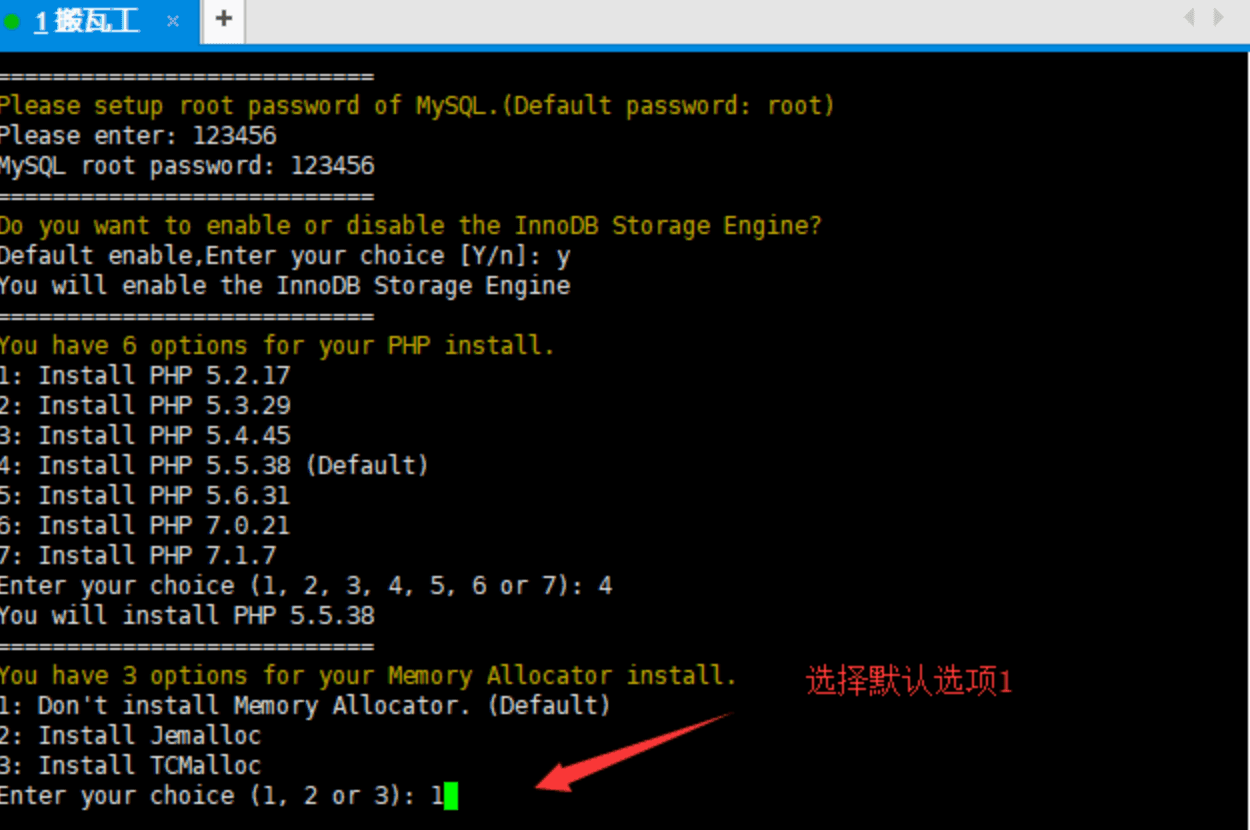 1 搬瓦工 × +
===========================
Please setup root password of MySQL.(Default password: root)
Please enter: 123456
MySQL root password: 123456
===========================
Do you want to enable or disable the InnoDB Storage Engine?
Default enable,Enter your choice [Y/n]: y
You will enable the InnoDB Storage Engine
===========================
You have 6 options for your PHP install.
1: Install PHP 5.2.17
2: Install PHP 5.3.29
3: Install PHP 5.4.45
4: Install PHP 5.5.38 (Default)
5: Install PHP 5.6.31
6: Install PHP 7.0.21
7: Install PHP 7.1.7
Enter your choice (1, 2, 3, 4, 5, 6 or 7): 4
You will install PHP 5.5.38
===========================
You have 3 options for your Memory Allocator install.
选择默认选项1
1: Don't install Memory Allocator. (Default)
2: Install Jemalloc
3: Install TCMalloc
Enter your choice (1, 2 or 3): 1